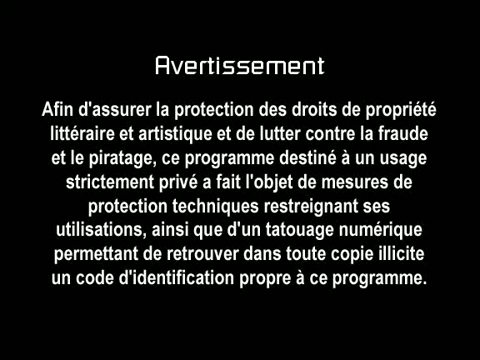 Avertissement
Afin d'assurer la protection des droits de propriété
littéraire et artistique et de lutter contre la fraude
et le piratage, ce programme destiné à un usage
strictement privé a fait l'objet de mesures de
protection techniques restreignant ses
utilisations, ainsi que d'un tatouage numérique
permettant de retrouver dans toute copie illicite
un code d'identification propre à ce programme.